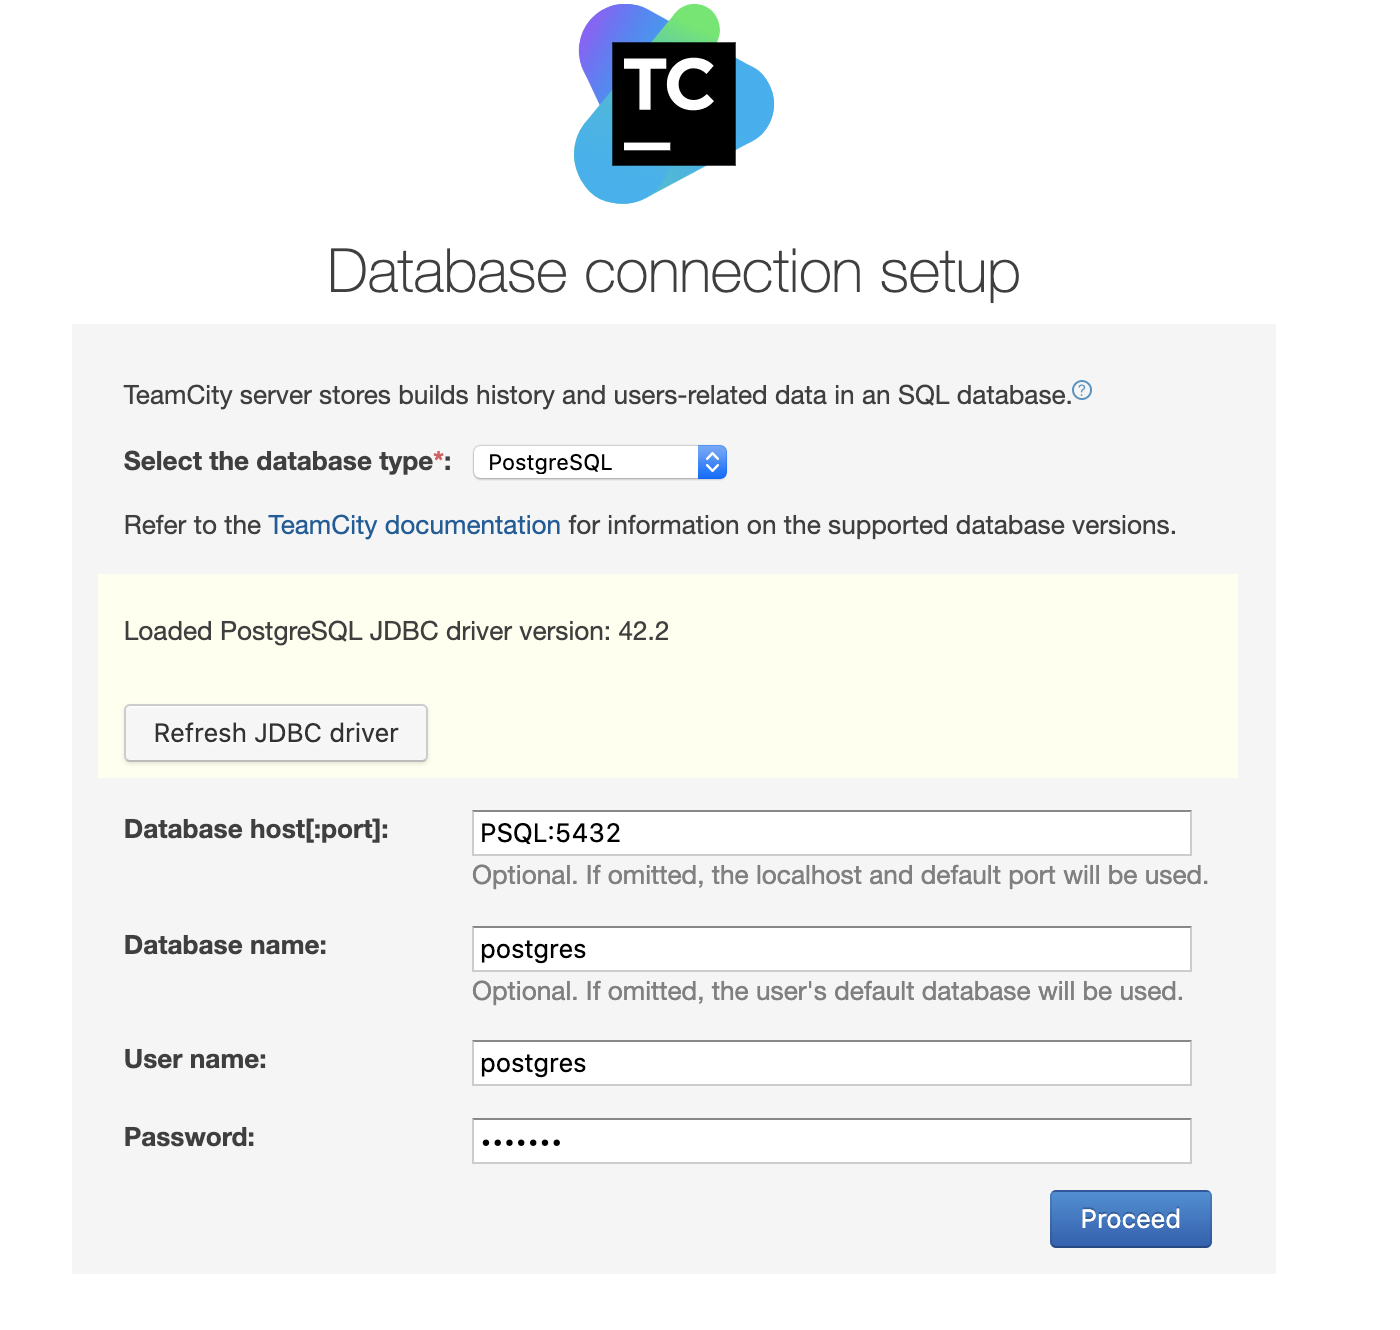 TC
Database connection setup
TeamCity server stores builds history and users-related data in an SQL database.?
Select the database type*: PostgreSQL
Refer to the TeamCity documentation for information on the supported database versions.
Loaded PostgreSQL JDBC driver version: 42.2
Refresh JDBC driver
Database host[:port]: PSQL:5432
Optional. If omitted, the localhost and default port will be used.
Database name: postgres
Optional. If omitted, the user's default database will be used.
User name: postgres
Password: •••••••
Proceed